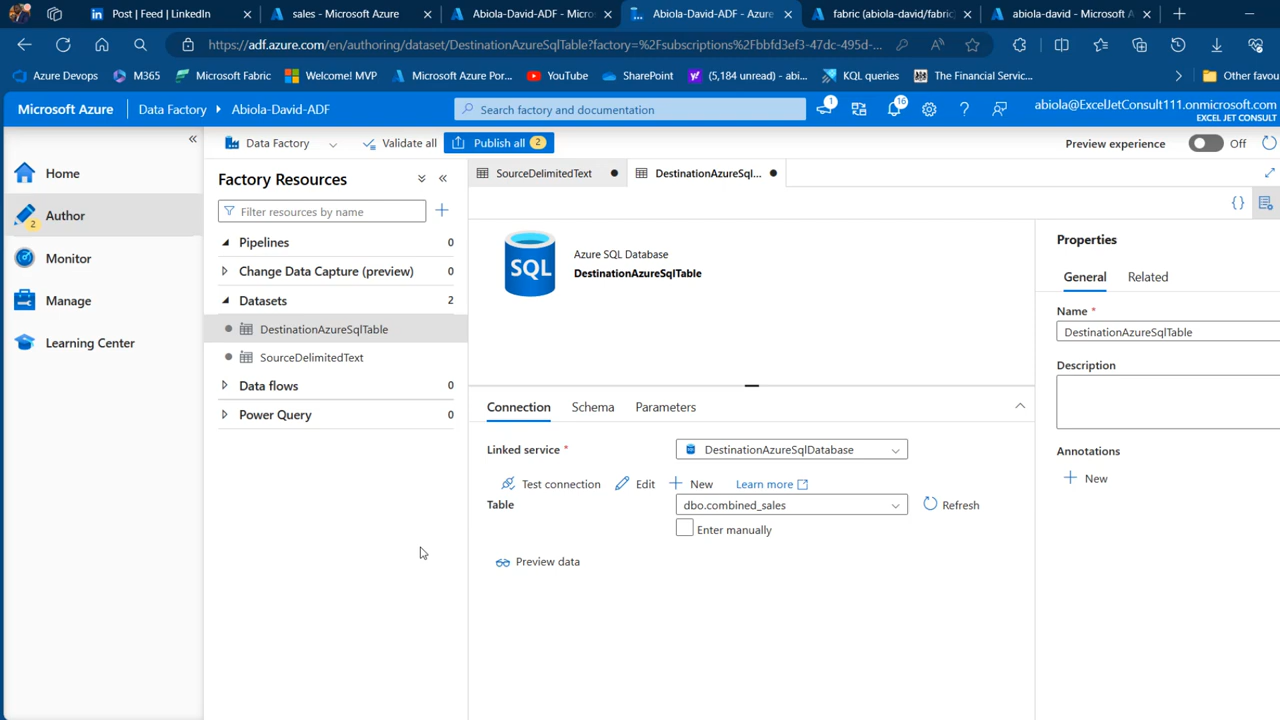 Post | Feed | LinkedIn
sales - Microsoft Azure
Abiola-David-ADF - Micro
Abiola-David-ADF - Azure
fabric (abiola-david/fabric
abiola-david - Microsoft A
https://adf.azure.com/en/authoring/dataset/DestinationAzureSqlTable?factory=%2Fsubscriptions%2Fbbfd3ef3-47dc-495d-...
Azure Devops
M365
Microsoft Fabric
Welcome! MVP
Microsoft Azure Por...
YouTube
SharePoint
(5,184 unread) - abi...
KQL queries
The Financial Servic...
Other favou
Microsoft Azure
Data Factory
Abiola-David-ADF
Search factory and documentation
1
16
abiola@ExcelJetConsult111.onmicrosoft.com
EXCEL JET CONSULT
Data Factory
Validate all
Publish all 2
Preview experience
Off
Home
Author
2
Monitor
Manage
Learning Center
Factory Resources
Filter resources by name
Pipelines 0
Change Data Capture (preview) 0
Datasets 2
DestinationAzureSqlTable
SourceDelimitedText
Data flows 0
Power Query 0
SourceDelimitedText
DestinationAzureSql...
SQL
Azure SQL Database
DestinationAzureSqlTable
Connection
Schema
Parameters
Linked service *
DestinationAzureSqlDatabase
Test connection
Edit
New
Learn more
Table
dbo.combined_sales
Refresh
Enter manually
Preview data
Properties
General
Related
Name *
DestinationAzureSqlTable
Description
Annotations
New